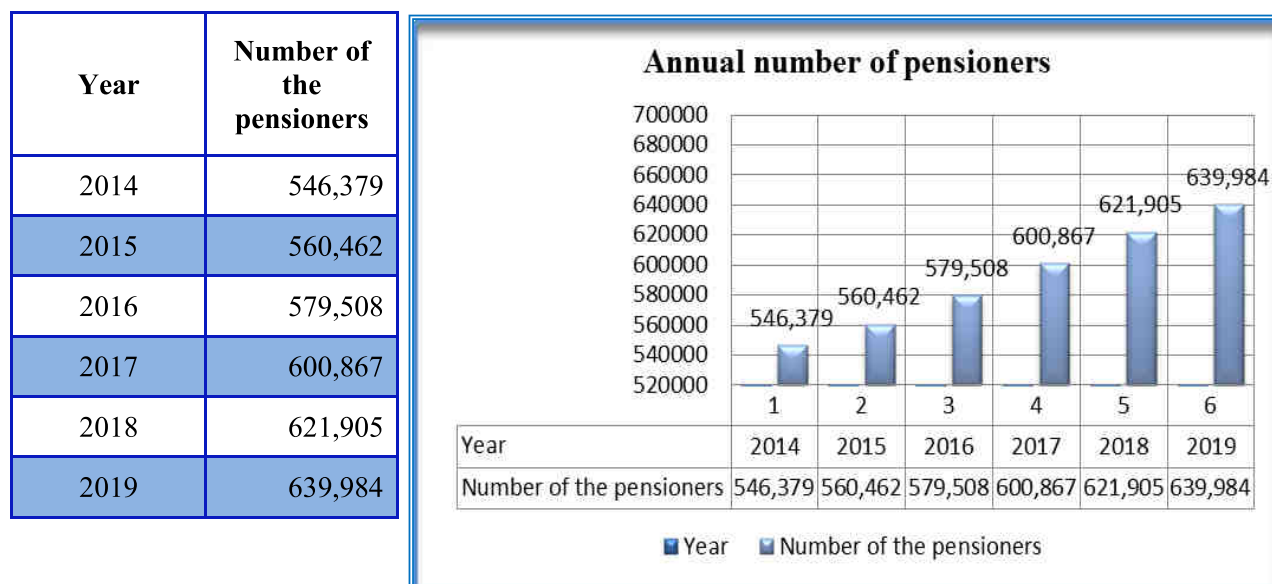 Year
Number of
the
pensioners
2014 546,379
2015 560,462
2016 579,508
2017 600,867
2018 621,905
2019 639,984
Annual number of pensioners
700000
680000
660000
640000
620000
600000
580000
560000
540000
520000
546,379
560,462
579,508
600,867
621,905
639,984
1 2 3 4 5 6
Year 2014 2015 2016 2017 2018 2019
Number of the pensioners 546,379 560,462 579,508 600,867 621,905 639,984
Year Number of the pensioners